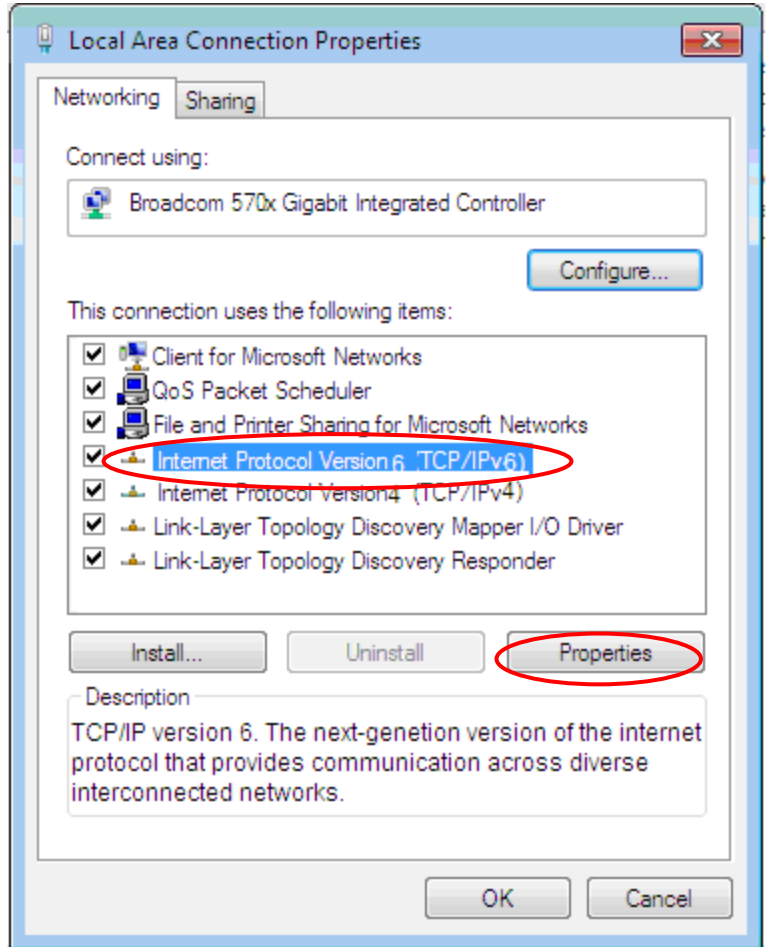 Local Area Connection Properties
Networking
Sharing
Connect using:
Broadcom 570x Gigabit Integrated Controller
Configure...
This connection uses the following items:
Client for Microsoft Networks
QoS Packet Scheduler
File and Printer Sharing for Microsoft Networks
Internet Protocol Version 6 (TCP/IPv6)
Internet Protocol Version4 (TCP/IPv4)
Link-Layer Topology Discovery Mapper I/O Driver
Link-Layer Topology Discovery Responder
Install...
Uninstall
Properties
Description
TCP/IP version 6. The next-genetion version of the internet
protocol that provides communication across diverse
interconnected networks.
OK
Cancel